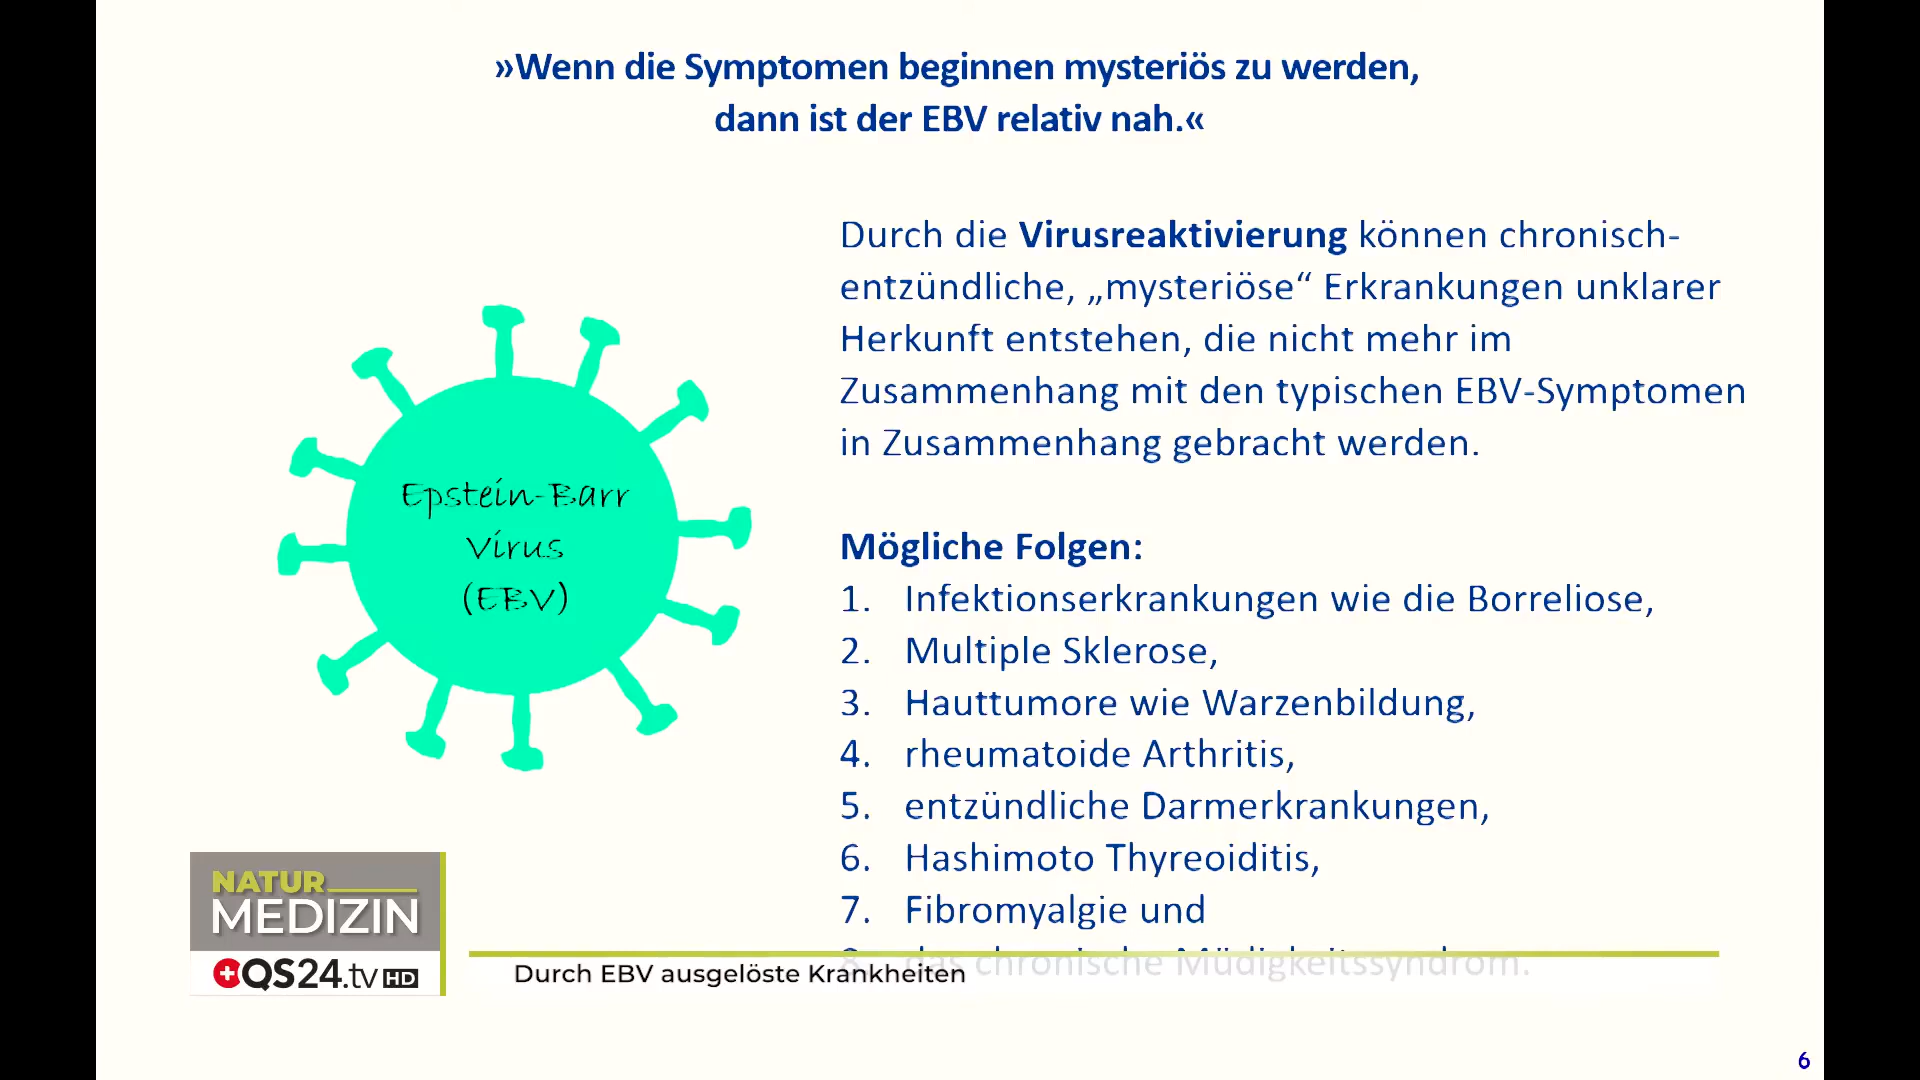 »Wenn die Symptomen beginnen mysteriös zu werden,
dann ist der EBV relativ nah.«
Durch die Virusreaktivierung können chronisch-
entzündliche, „mysteriöse“ Erkrankungen unklarer
Herkunft entstehen, die nicht mehr im
Zusammenhang mit den typischen EBV-Symptomen
in Zusammenhang gebracht werden.
Epstein-Barr
Virus
(EBV)
Mögliche Folgen:
1. Infektionserkrankungen wie die Borreliose,
2. Multiple Sklerose,
3. Hauttumore wie Warzenbildung,
4. rheumatoide Arthritis,
5. entzündliche Darmerkrankungen,
6. Hashimoto Thyreoiditis,
7. Fibromyalgie und
8. das chronische Müdigkeitssyndrom.
NATUR
MEDIZIN
QS24.tv HD
Durch EBV ausgelöste Krankheiten
6